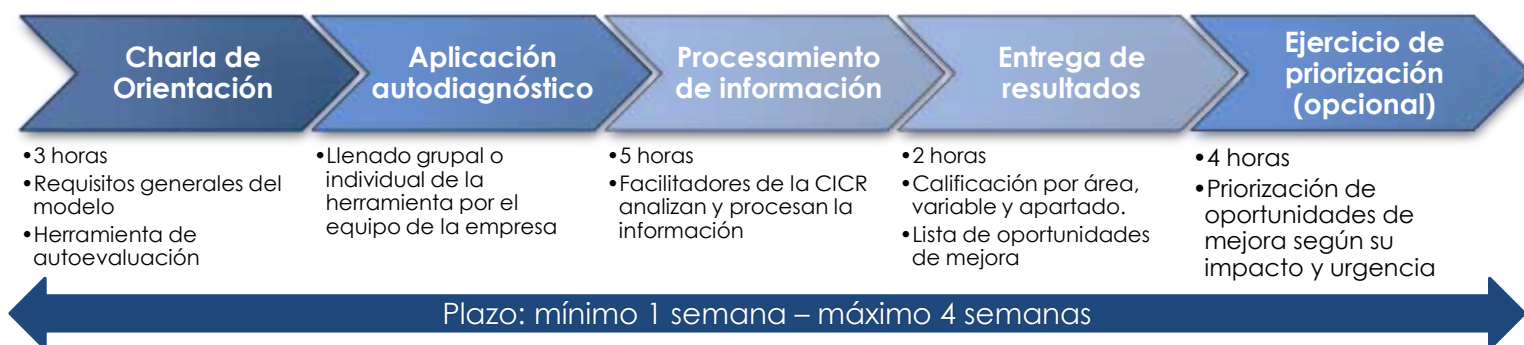 Charla de
Orientación
Aplicación
autodiagnóstico
Procesamiento
de información
Entrega de
resultados
Ejercicio de
priorización
(opcional)
•3 horas
•Requisitos generales del
modelo
•Herramienta de
autoevaluación
•Llenado grupal o
individual de la
herramienta por el
equipo de la empresa
•5 horas
•Facilitadores de la CICR
analizan y procesan la
información
•2 horas
•Calificación por área,
variable y apartado.
•Lista de oportunidades
de mejora
•4 horas
•Priorización de
oportunidades de
mejora según su
impacto y urgencia
Plazo: mínimo 1 semana – máximo 4 semanas